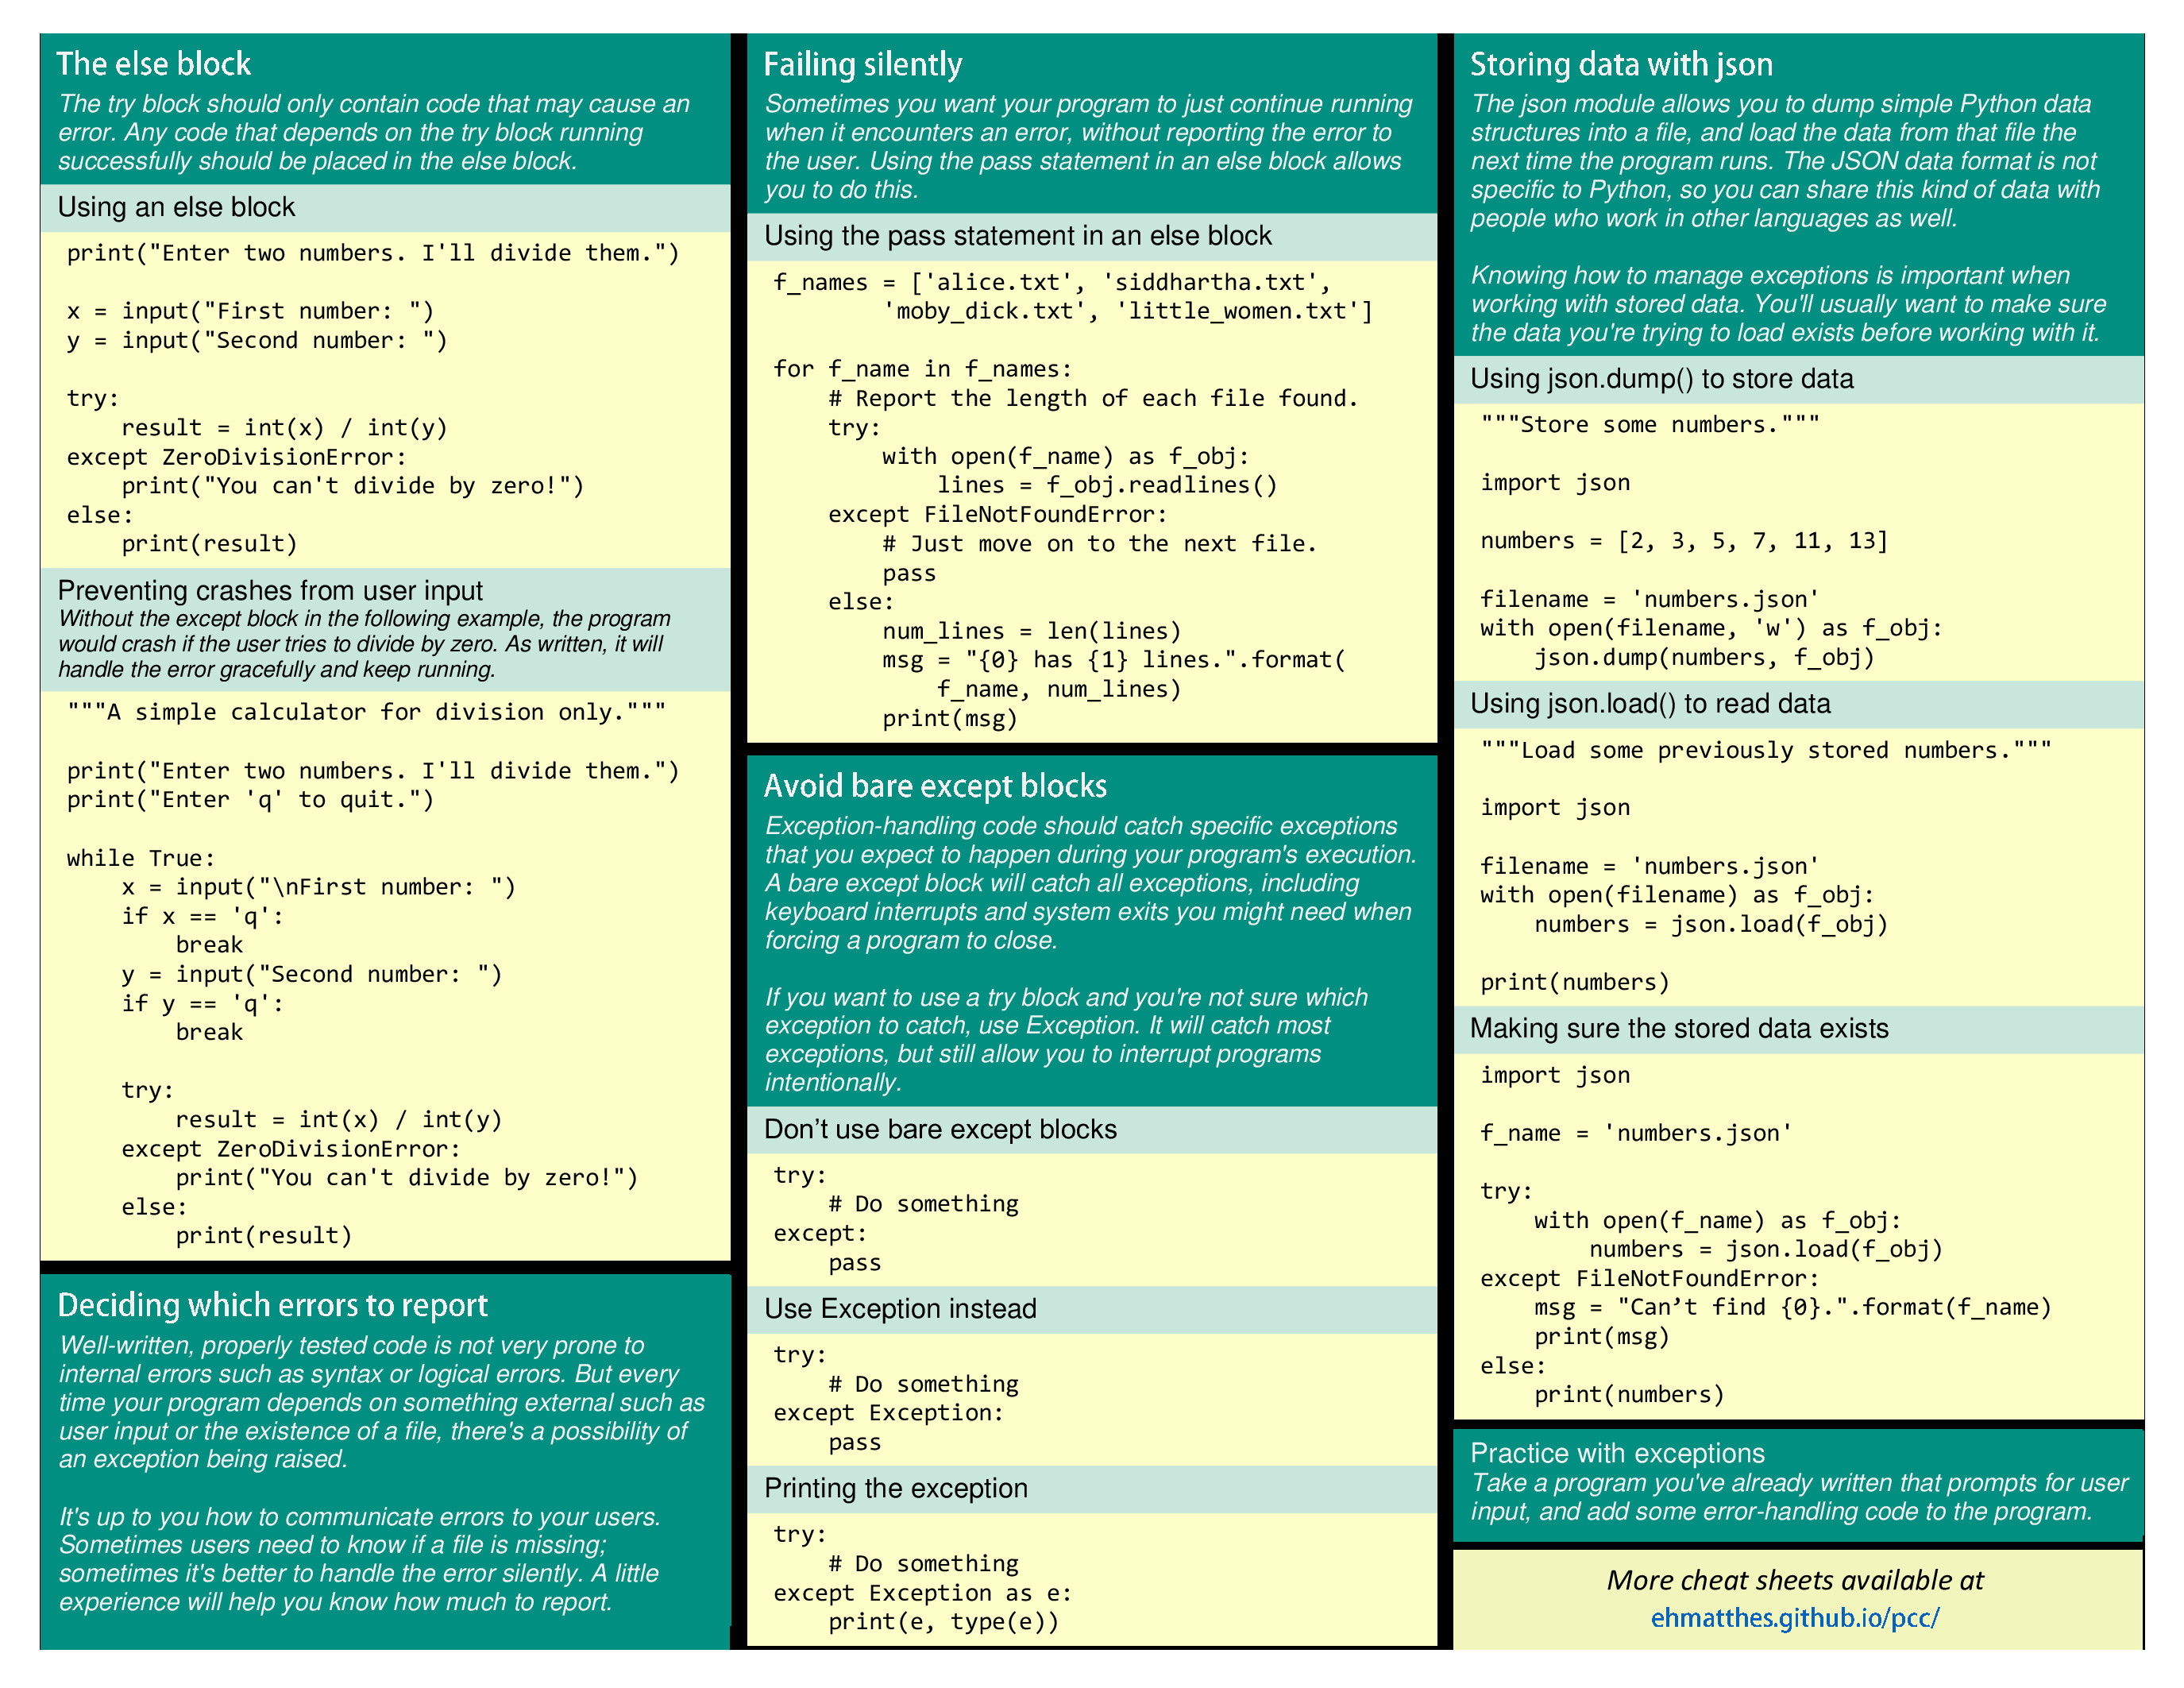 The else block
The try block should only contain code that may cause an
error. Any code that depends on the try block running
successfully should be placed in the else block.
Using an else block
print("Enter two numbers. I'll divide them.")
x = input("First number: ")
y = input("Second number: ")
try:
    result = int(x) / int(y)
except ZeroDivisionError:
    print("You can't divide by zero!")
else:
    print(result)
Preventing crashes from user input
Without the except block in the following example, the program
would crash if the user tries to divide by zero. As written, it will
handle the error gracefully and keep running.
"""A simple calculator for division only."""
print("Enter two numbers. I'll divide them.")
print("Enter 'q' to quit.")
while True:
    x = input("\nFirst number: ")
    if x == 'q':
        break
    y = input("Second number: ")
    if y == 'q':
        break
    try:
        result = int(x) / int(y)
    except ZeroDivisionError:
        print("You can't divide by zero!")
    else:
        print(result)
Deciding which errors to report
Well-written, properly tested code is not very prone to
internal errors such as syntax or logical errors. But every
time your program depends on something external such as
user input or the existence of a file, there's a possibility of
an exception being raised.
It's up to you how to communicate errors to your users.
Sometimes users need to know if a file is missing;
sometimes it's better to handle the error silently. A little
experience will help you know how much to report.
Failing silently
Sometimes you want your program to just continue running
when it encounters an error, without reporting the error to
the user. Using the pass statement in an else block allows
you to do this.
Using the pass statement in an else block
f_names = ['alice.txt', 'siddhartha.txt',
        'moby_dick.txt', 'little_women.txt']
for f_name in f_names:
    # Report the length of each file found.
    try:
        with open(f_name) as f_obj:
            lines = f_obj.readlines()
    except FileNotFoundError:
        # Just move on to the next file.
        pass
    else:
        num_lines = len(lines)
        msg = "{0} has {1} lines.".format(
            f_name, num_lines)
        print(msg)
Avoid bare except blocks
Exception-handling code should catch specific exceptions
that you expect to happen during your program's execution.
A bare except block will catch all exceptions, including
keyboard interrupts and system exits you might need when
forcing a program to close.
If you want to use a try block and you're not sure which
exception to catch, use Exception. It will catch most
exceptions, but still allow you to interrupt programs
intentionally.
Don’t use bare except blocks
try:
    # Do something
except:
    pass
Use Exception instead
try:
    # Do something
except Exception:
    pass
Printing the exception
try:
    # Do something
except Exception as e:
    print(e, type(e))
Storing data with json
The json module allows you to dump simple Python data
structures into a file, and load the data from that file the
next time the program runs. The JSON data format is not
specific to Python, so you can share this kind of data with
people who work in other languages as well.
Knowing how to manage exceptions is important when
working with stored data. You'll usually want to make sure
the data you're trying to load exists before working with it.
Using json.dump() to store data
"""Store some numbers."""
import json
numbers = [2, 3, 5, 7, 11, 13]
filename = 'numbers.json'
with open(filename, 'w') as f_obj:
    json.dump(numbers, f_obj)
Using json.load() to read data
"""Load some previously stored numbers."""
import json
filename = 'numbers.json'
with open(filename) as f_obj:
    numbers = json.load(f_obj)
print(numbers)
Making sure the stored data exists
import json
f_name = 'numbers.json'
try:
    with open(f_name) as f_obj:
        numbers = json.load(f_obj)
except FileNotFoundError:
    msg = "Can’t find {0}.".format(f_name)
    print(msg)
else:
    print(numbers)
Practice with exceptions
Take a program you've already written that prompts for user
input, and add some error-handling code to the program.
More cheat sheets available at
ehmatthes.github.io/pcc/